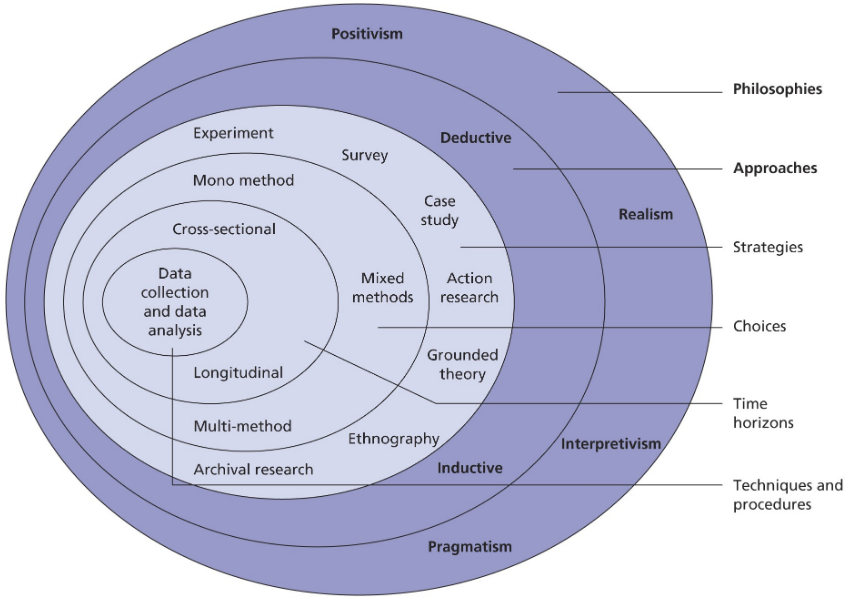 Positivism
Philosophies
Deductive
Experiment
Survey
Approaches
Mono method
Case
study
Realism
Cross-sectional
Strategies
Data
collection
and data
analysis
Mixed
methods
Action
research
Choices
Grounded
theory
Longitudinal
Time
horizons
Multi-method
Ethnography
Interpretivism
Archival research
Inductive
Techniques and
procedures
Pragmatism